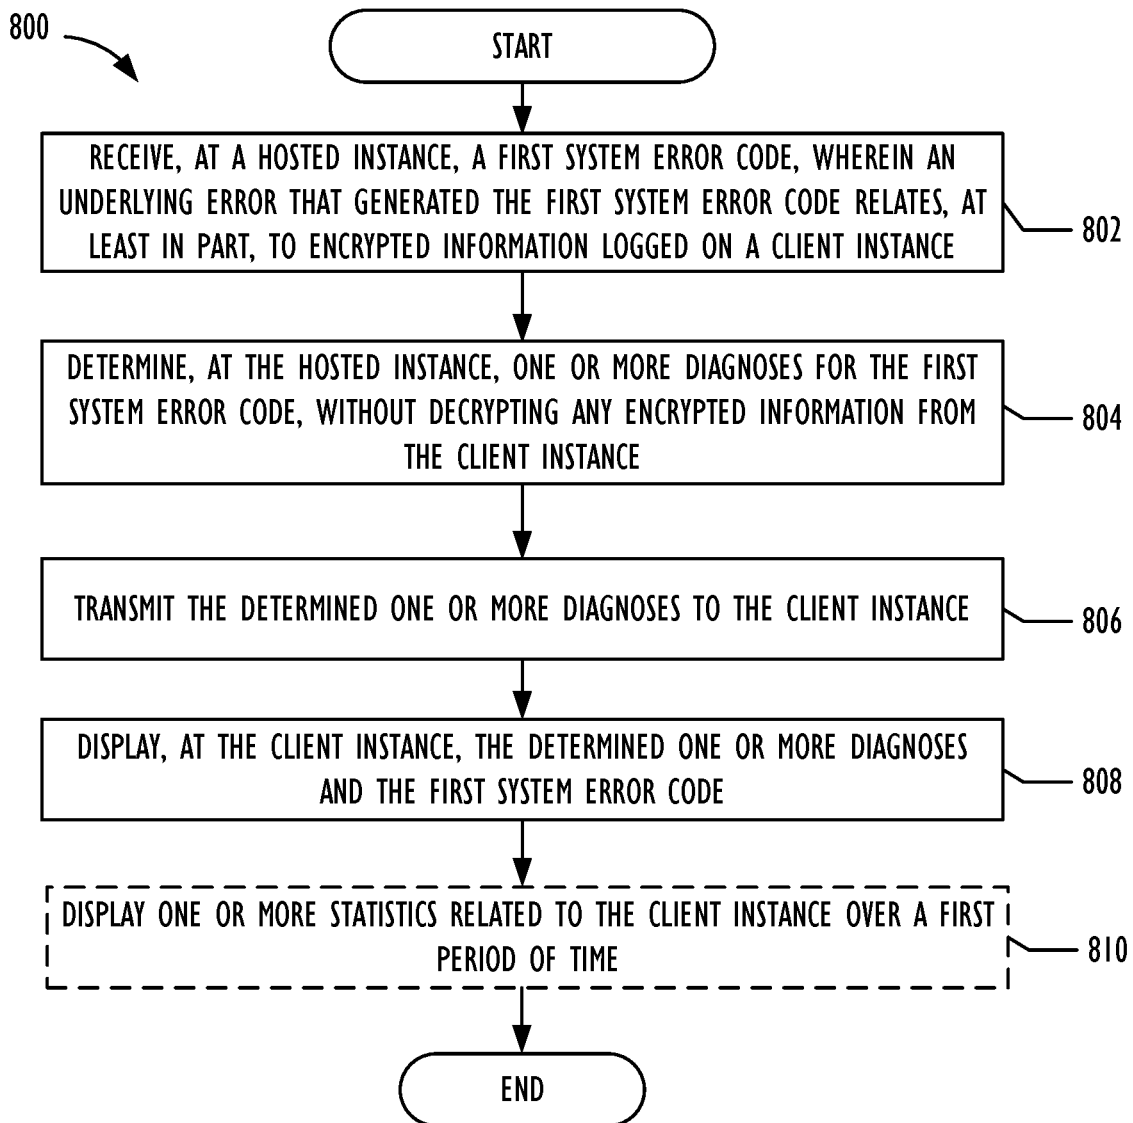 800
START
RECEIVE, AT A HOSTED INSTANCE, A FIRST SYSTEM ERROR CODE, WHEREIN AN
UNDERLYING ERROR THAT GENERATED THE FIRST SYSTEM ERROR CODE RELATES, AT
LEAST IN PART, TO ENCRYPTED INFORMATION LOGGED ON A CLIENT INSTANCE
802
DETERMINE, AT THE HOSTED INSTANCE, ONE OR MORE DIAGNOSES FOR THE FIRST
SYSTEM ERROR CODE, WITHOUT DECRYPTING ANY ENCRYPTED INFORMATION FROM
THE CLIENT INSTANCE
804
TRANSMIT THE DETERMINED ONE OR MORE DIAGNOSES TO THE CLIENT INSTANCE
806
DISPLAY, AT THE CLIENT INSTANCE, THE DETERMINED ONE OR MORE DIAGNOSES
AND THE FIRST SYSTEM ERROR CODE
808
DISPLAY ONE OR MORE STATISTICS RELATED TO THE CLIENT INSTANCE OVER A FIRST
PERIOD OF TIME
810
END